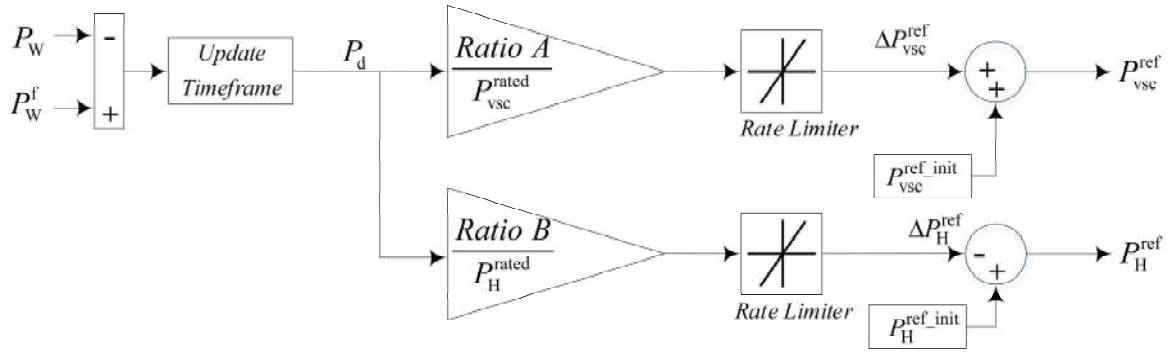 P_W
-
P_W^f
+
Update
Timeframe
P_d
Ratio A
P_vsc^rated
Rate Limiter
ΔP_vsc^ref
+
+
P_vsc^ref
P_vsc^ref_init
Ratio B
P_H^rated
Rate Limiter
ΔP_H^ref
-
+
P_H^ref
P_H^ref_init